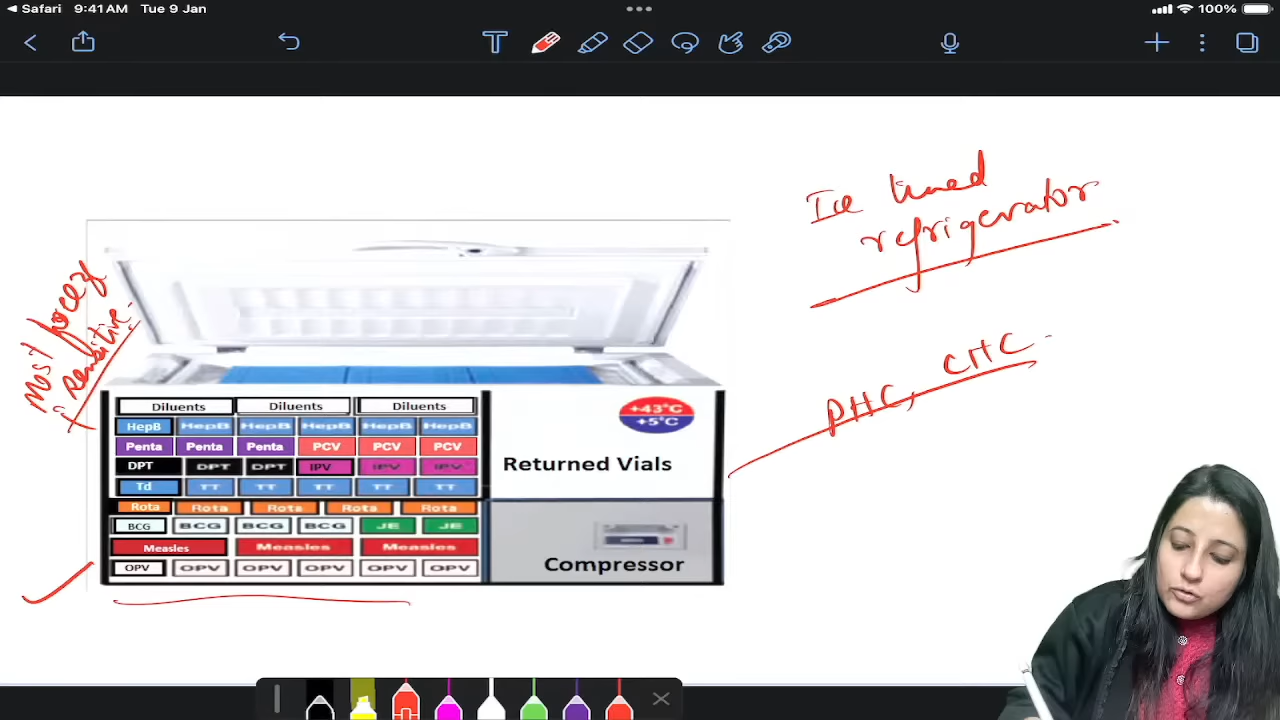 Safari 9:41 AM Tue 9 Jan
100%
T
Ice lined
refrigerator
Most freez
sensitive
PHC, CHC
Diluents Diluents Diluents
HepB HepB HepB HepB HepB HepB
Penta Penta Penta PCV PCV PCV
DPT DPT DPT IPV IPV IPV
Td TT TT TT TT TT
Rota Rota Rota Rota Rota
BCG BCG BCG BCG JE JE
Measles Measles Measles
OPV OPV OPV OPV OPV OPV
+43°C
+5°C
Returned Vials
Compressor